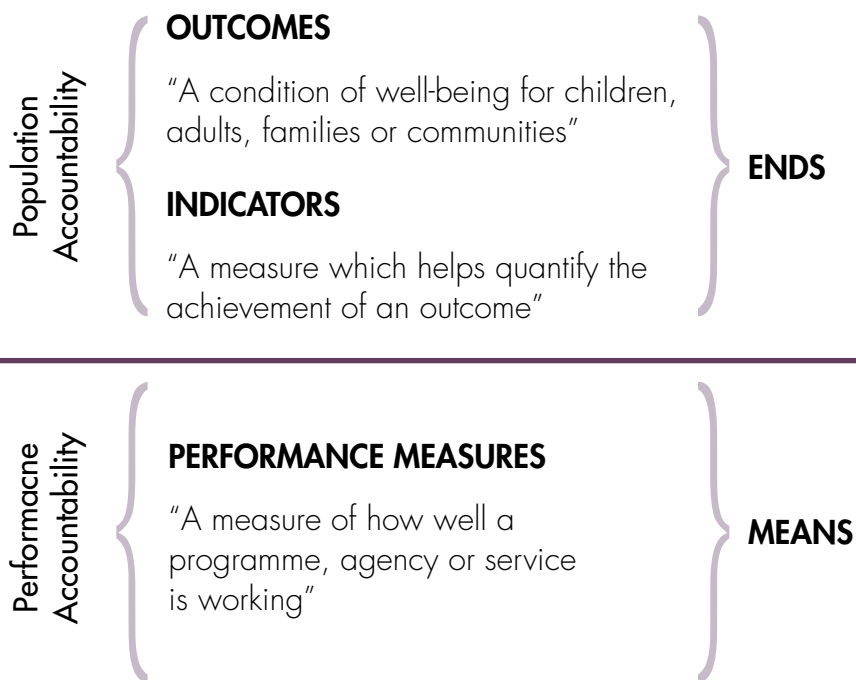 Population
Accountability
OUTCOMES
“A condition of well-being for children,
adults, families or communities”
INDICATORS
“A measure which helps quantify the
achievement of an outcome”
ENDS
Performacne
Accountability
PERFORMANCE MEASURES
“A measure of how well a
programme, agency or service
is working”
MEANS